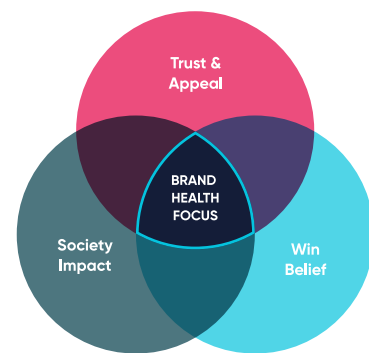 Trust &
Appeal
BRAND
HEALTH
FOCUS
Society
Impact
Win
Belief